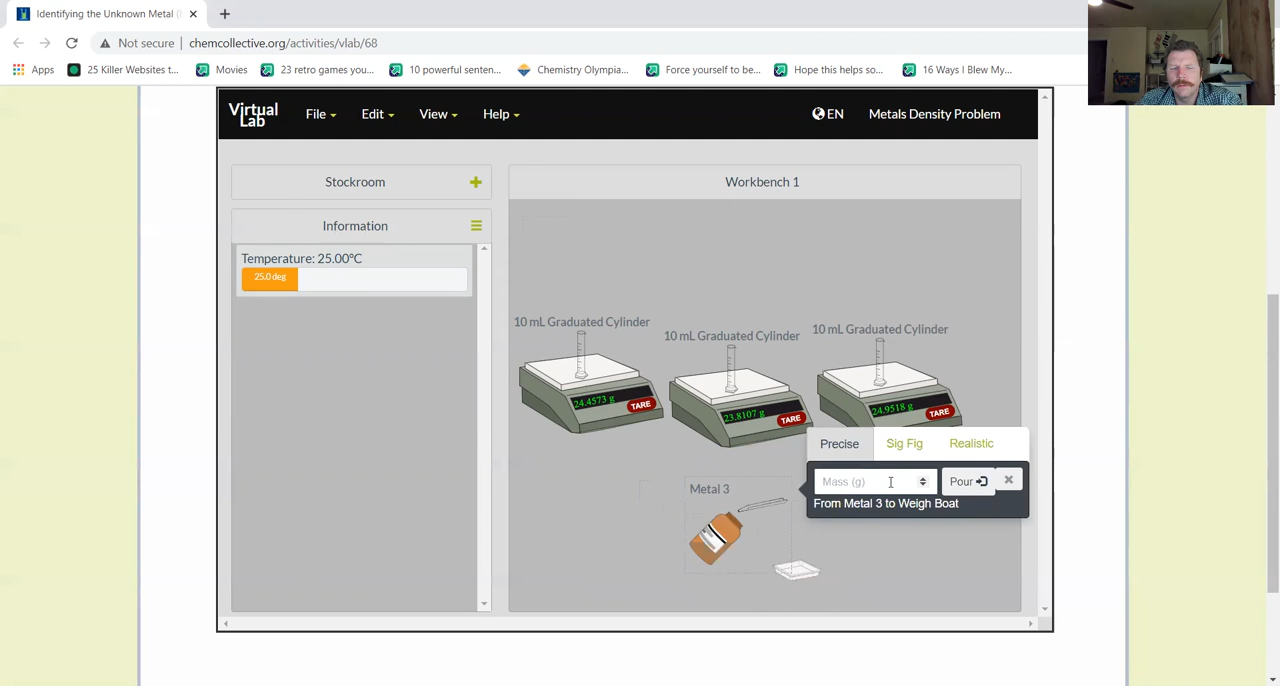 Identifying the Unknown Metal (
Not secure
chemcollective.org/activities/vlab/68
Apps
25 Killer Websites t...
Movies
23 retro games you...
10 powerful senten...
Chemistry Olympia...
Force yourself to be...
Hope this helps so...
16 Ways I Blew My...
Virtual
Lab
File
Edit
View
Help
EN
Metals Density Problem
Stockroom
Workbench 1
Information
Temperature: 25.00°C
25.0 deg
10 mL Graduated Cylinder
10 mL Graduated Cylinder
10 mL Graduated Cylinder
24.4573 g
TARE
23.8107 g
TARE
24.9518 g
TARE
Precise
Sig Fig
Realistic
Mass (g)
Pour
From Metal 3 to Weigh Boat
Metal 3